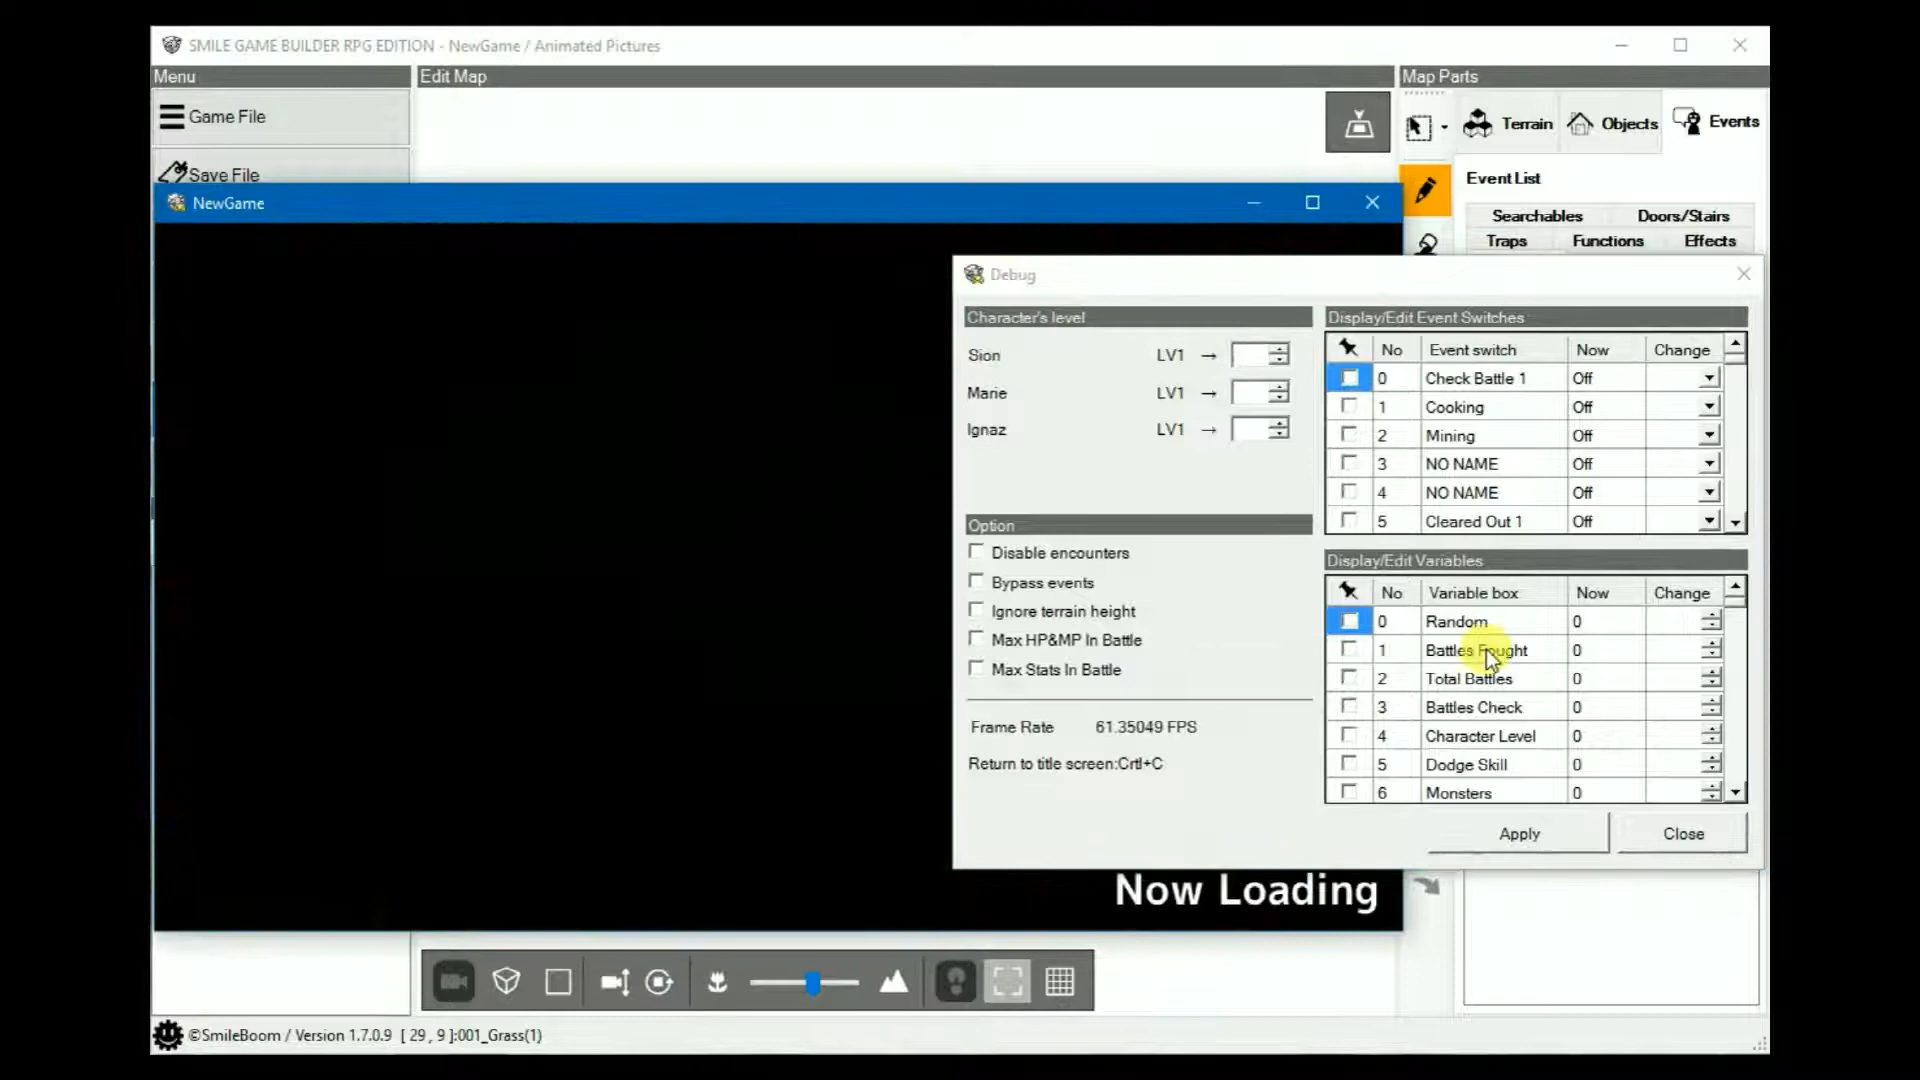 SMILE GAME BUILDER RPG EDITION - NewGame / Animated Pictures
Menu
Edit Map
Map Parts
Game File
Save File
Terrain
Objects
Events
Event List
Searchables
Doors/Stairs
Traps
Functions
Effects
NewGame
Debug
Character's level
Sion LV1 →
Marie LV1 →
Ignaz LV1 →
Option
Disable encounters
Bypass events
Ignore terrain height
Max HP&MP In Battle
Max Stats In Battle
Frame Rate 61.35049 FPS
Return to title screen:Crtl+C
Display/Edit Event Switches
No Event switch Now Change
0 Check Battle 1 Off
1 Cooking Off
2 Mining Off
3 NO NAME Off
4 NO NAME Off
5 Cleared Out 1 Off
Display/Edit Variables
No Variable box Now Change
0 Random 0
1 Battles Fought 0
2 Total Battles 0
3 Battles Check 0
4 Character Level 0
5 Dodge Skill 0
6 Monsters 0
Apply
Close
Now Loading
©SmileBoom / Version 1.7.0.9 [ 29 , 9 ]:001_Grass(1)